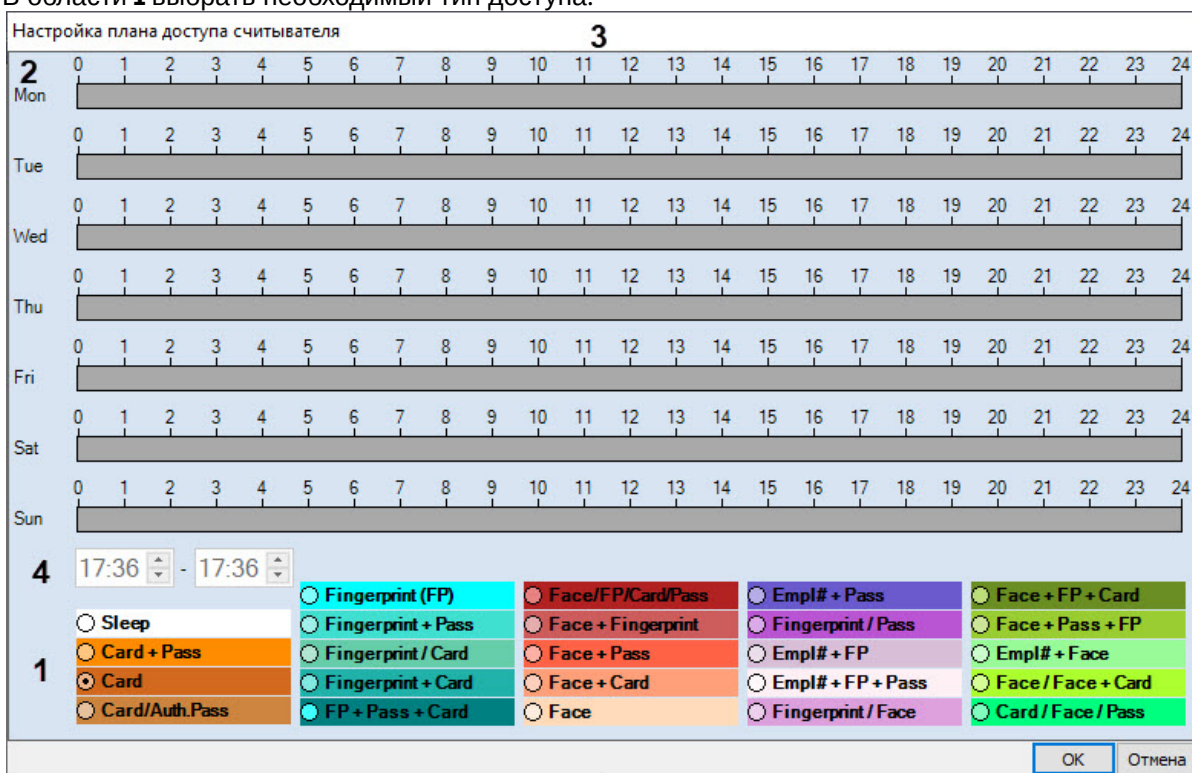 В области 1 выбрать необходимый тип доступа.
Настройка плана доступа считывателя
3
2
0 1 2 3 4 5 6 7 8 9 10 11 12 13 14 15 16 17 18 19 20 21 22 23 24
Mon
0 1 2 3 4 5 6 7 8 9 10 11 12 13 14 15 16 17 18 19 20 21 22 23 24
Tue
0 1 2 3 4 5 6 7 8 9 10 11 12 13 14 15 16 17 18 19 20 21 22 23 24
Wed
0 1 2 3 4 5 6 7 8 9 10 11 12 13 14 15 16 17 18 19 20 21 22 23 24
Thu
0 1 2 3 4 5 6 7 8 9 10 11 12 13 14 15 16 17 18 19 20 21 22 23 24
Fri
0 1 2 3 4 5 6 7 8 9 10 11 12 13 14 15 16 17 18 19 20 21 22 23 24
Sat
0 1 2 3 4 5 6 7 8 9 10 11 12 13 14 15 16 17 18 19 20 21 22 23 24
Sun
4
17:36 - 17:36
1
Sleep
Card + Pass
Card
Card/Auth.Pass
Fingerprint (FP)
Fingerprint + Pass
Fingerprint / Card
Fingerprint + Card
FP + Pass + Card
Face/FP/Card/Pass
Face + Fingerprint
Face + Pass
Face + Card
Face
Empl# + Pass
Fingerprint / Pass
Empl# + FP
Empl# + FP + Pass
Fingerprint / Face
Face + FP + Card
Face + Pass + FP
Empl# + Face
Face / Face + Card
Card / Face / Pass
OK
Отмена